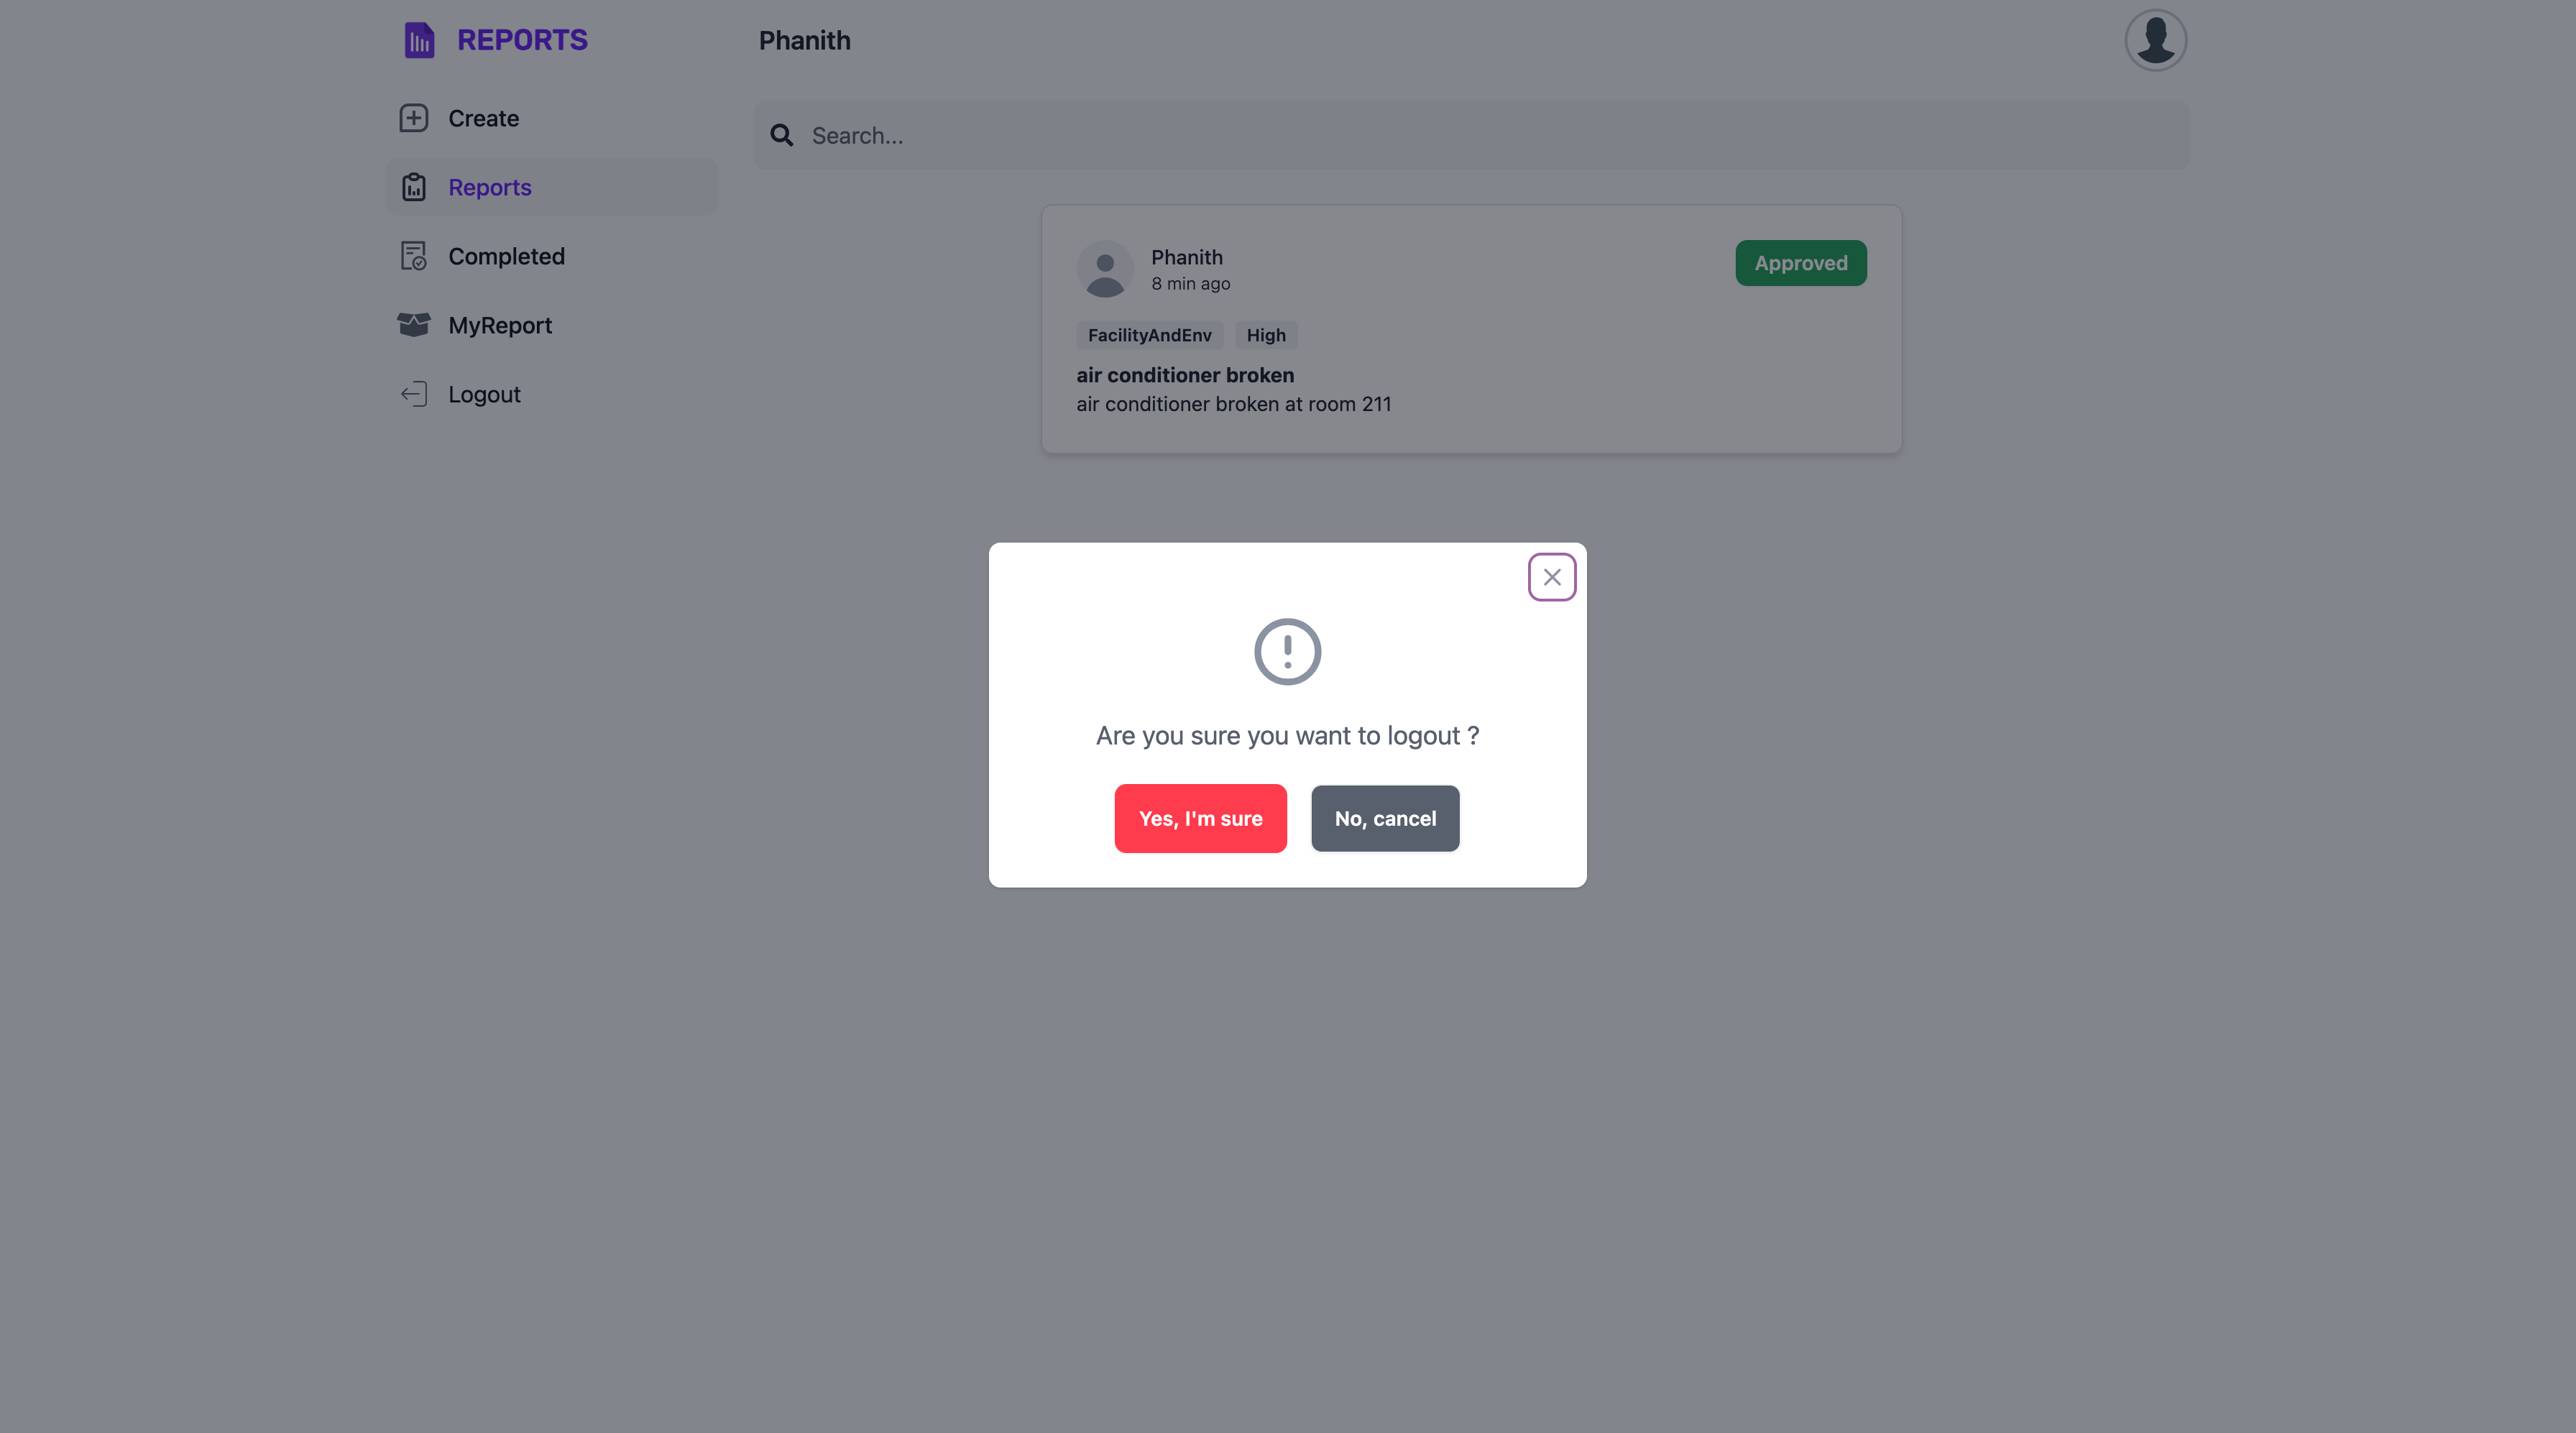 REPORTS
Phanith
Create
Reports
Completed
MyReport
Logout
Search...
Phanith
8 min ago
Approved
FacilityAndEnv High
air conditioner broken
air conditioner broken at room 211
Are you sure you want to logout ?
Yes, I'm sure
No, cancel